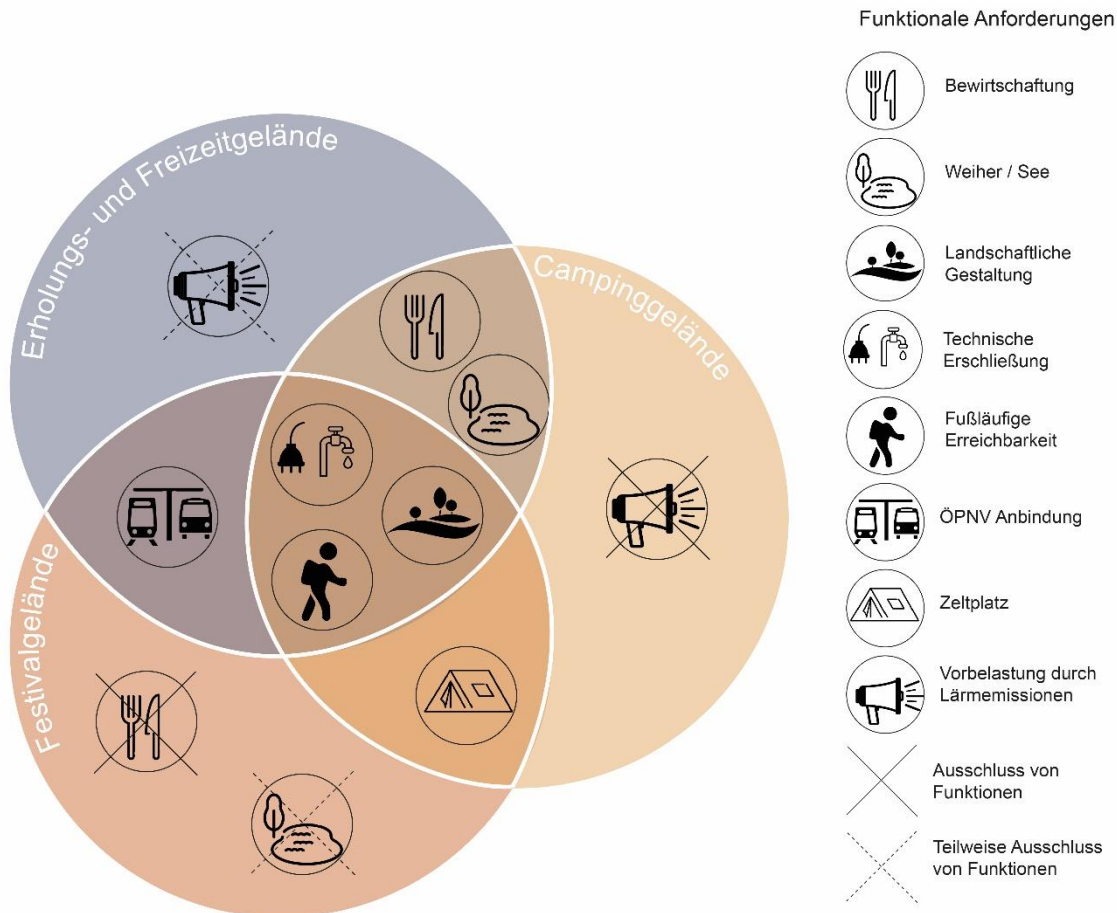 Funktionale Anforderungen
Erholungs- und Freizeitgelände
Campinggelände
Festivalgelände
Bewirtschaftung
Weiher / See
Landschaftliche
Gestaltung
Technische
Erschließung
Fußläufige
Erreichbarkeit
ÖPNV Anbindung
Zeltplatz
Vorbelastung durch
Lärmemissionen
Ausschluss von
Funktionen
Teilweise Ausschluss
von Funktionen